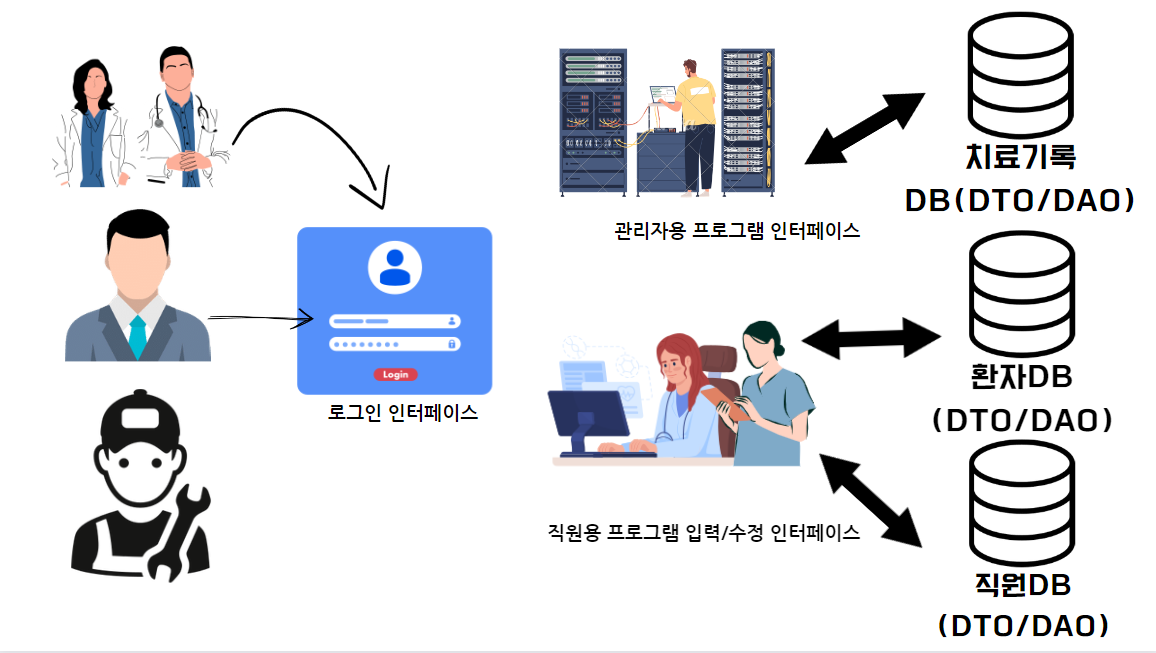 치료기록
DB(DTO/DAO)
관리자용 프로그램 인터페이스
Login
로그인 인터페이스
환자DB
(DTO/DAO)
직원용 프로그램 입력/수정 인터페이스
직원DB
(DTO/DAO)